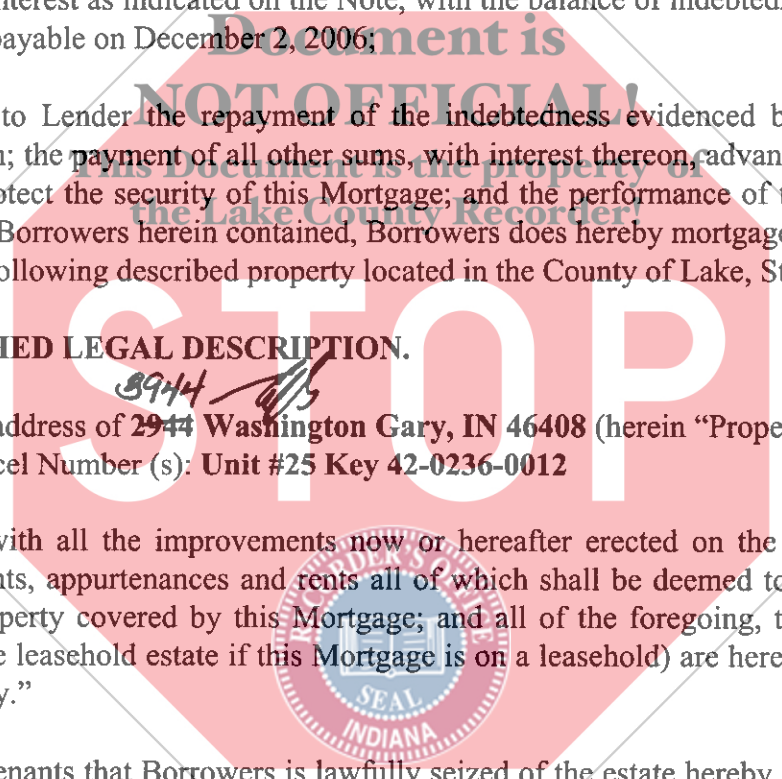 terest as indicated on the Note, with the balance of indebtedn
payable on December 2, 2006;
Document is
NOT OFFICIAL!
This Document is the property of
the Lake County Recorder!
to Lender the repayment of the indebtedness evidenced b
; the payment of all other sums, with interest thereon, advan
otect the security of this Mortgage; and the performance of
Borrowers herein contained, Borrowers does hereby mortgage
ollowing described property located in the County of Lake, St
STOP
HED LEGAL DESCRIPTION.
3944
address of 2944 Washington Gary, IN 46408 (herein “Prope
cel Number (s): Unit #25 Key 42-0236-0012
with all the improvements now or hereafter erected on the
nts, appurtenances and rents all of which shall be deemed to
perty covered by this Mortgage; and all of the foregoing, t
e leasehold estate if this Mortgage is on a leasehold) are here
y.”
RECORDER'S OFFICE
SEAL
INDIANA
enants that Borrowers is lawfully seized of the estate hereby